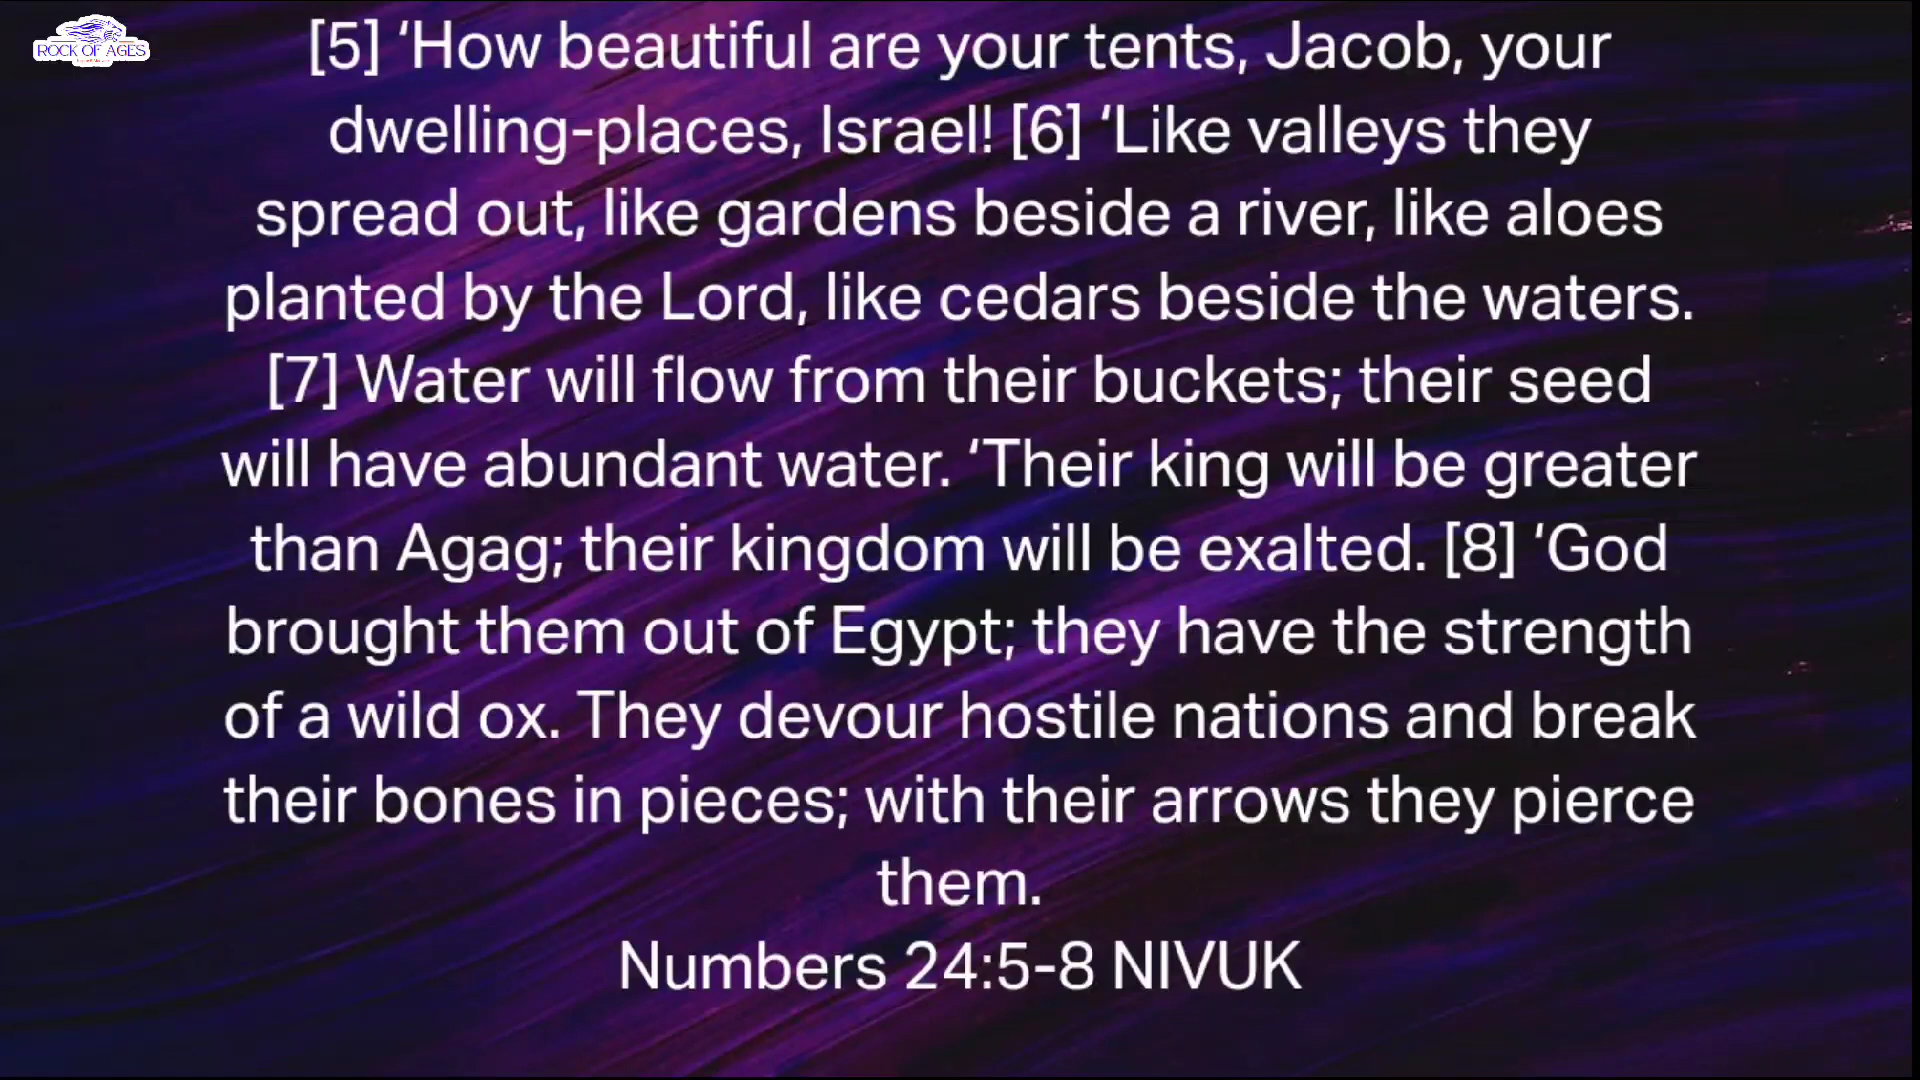 ROCK OF AGES
[5] ‘How beautiful are your tents, Jacob, your
dwelling-places, Israel! [6] ‘Like valleys they
spread out, like gardens beside a river, like aloes
planted by the Lord, like cedars beside the waters.
[7] Water will flow from their buckets; their seed
will have abundant water. ‘Their king will be greater
than Agag; their kingdom will be exalted. [8] ‘God
brought them out of Egypt; they have the strength
of a wild ox. They devour hostile nations and break
their bones in pieces; with their arrows they pierce
them.
Numbers 24:5-8 NIVUK